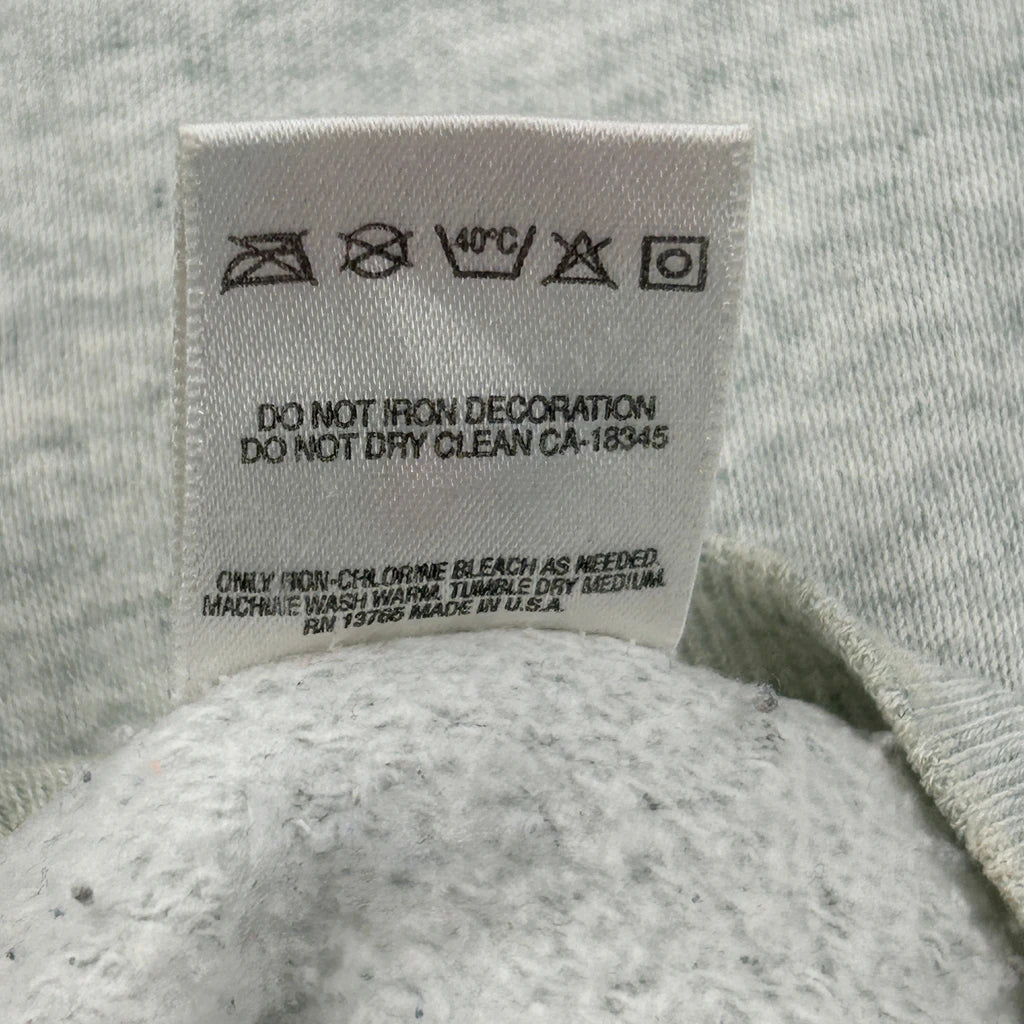 40°C
DO NOT IRON DECORATION
DO NOT DRY CLEAN CA-18345
ONLY NON-CHLORINE BLEACH AS NEEDED.
MACHINE WASH WARM, TUMBLE DRY MEDIUM.
RN 13765 MADE IN U.S.A.